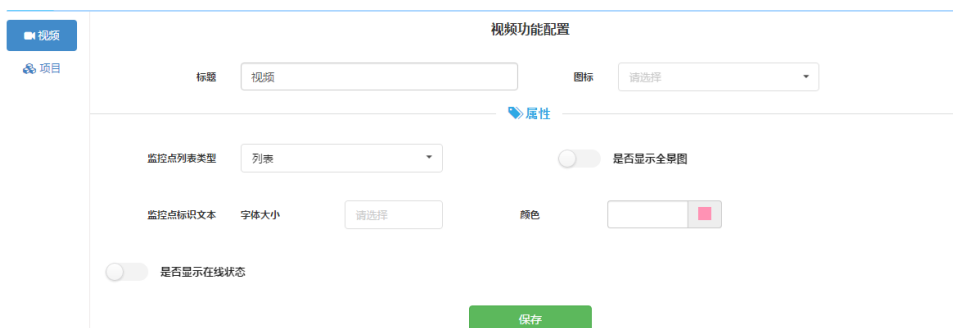 视频
项目
视频功能配置
标题 视频 图标 请选择
属性
监控点列表类型 列表 是否显示全景图
监控点标识文本 字体大小 请选择 颜色
是否显示在线状态
保存